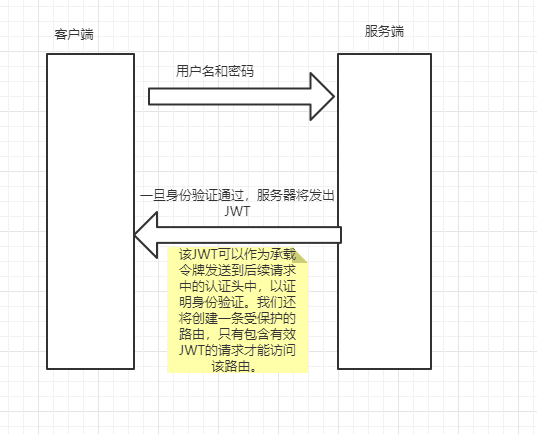 客户端
服务端
用户名和密码
一旦身份验证通过，服务器将发出
JWT
该JWT可以作为承载
令牌发送到后续请求
中的认证头中，以证
明身份验证。我们还
将创建一条受保护的
路由，只有包含有效
JWT的请求才能访问
该路由。